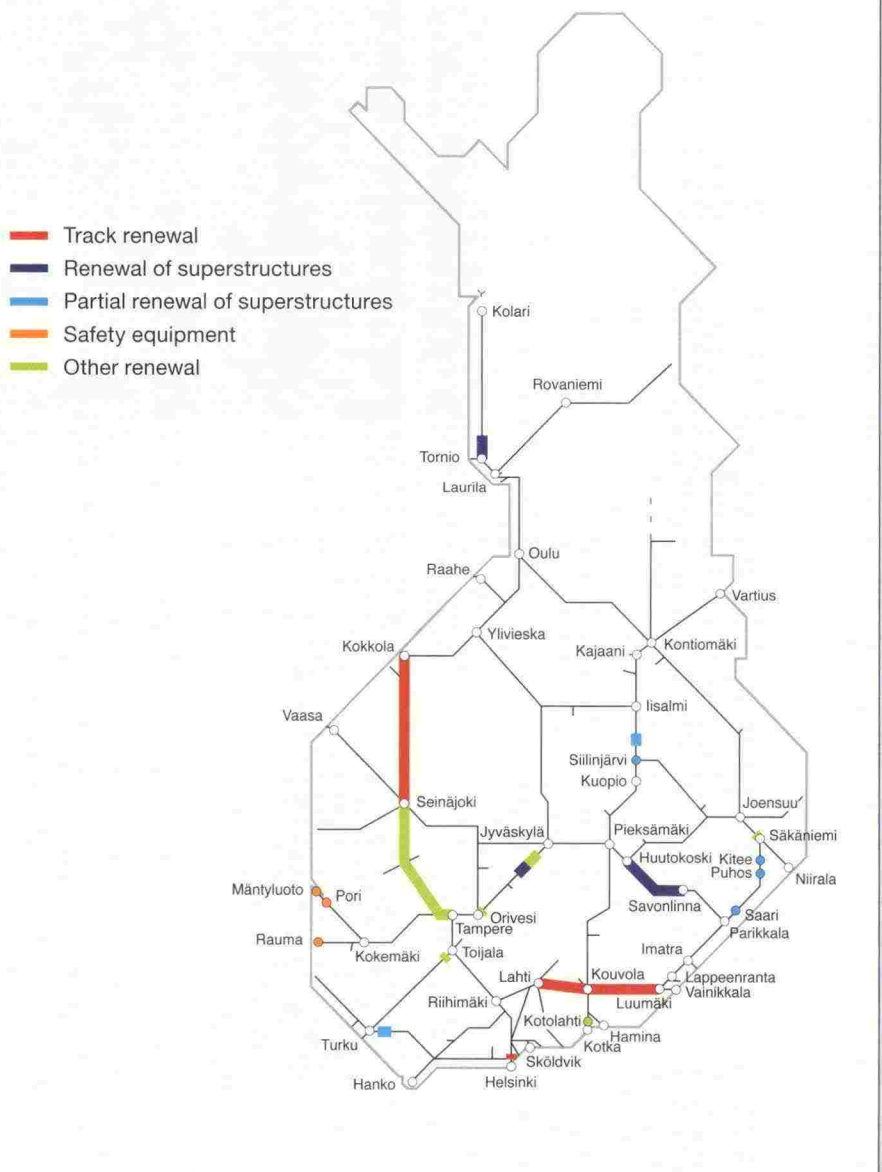 Track renewal
Renewal of superstructures
Partial renewal of superstructures
Safety equipment
Other renewal
Kolari
Rovaniemi
Tornio
Laurila
Oulu
Raahe
Vartius
Ylivieska
Kokkola
Kontiomäki
Kajaani
Iisalmi
Vaasa
Siilinjärvi
Kuopio
Seinäjoki
Joensuu
Jyväskylä
Pieksämäki
Säkäniemi
Huutokoski
Kitee
Puhos
Niirala
Mäntyluoto
Pori
Savonlinna
Orivesi
Saari
Tampere
Parikkala
Rauma
Kokemäki
Toijala
Imatra
Lahti
Kouvola
Lappeenranta
Vainikkala
Riihimäki
Luumäki
Kotolahti
Hamina
Turku
Kotka
Sköldvik
Hanko
Helsinki